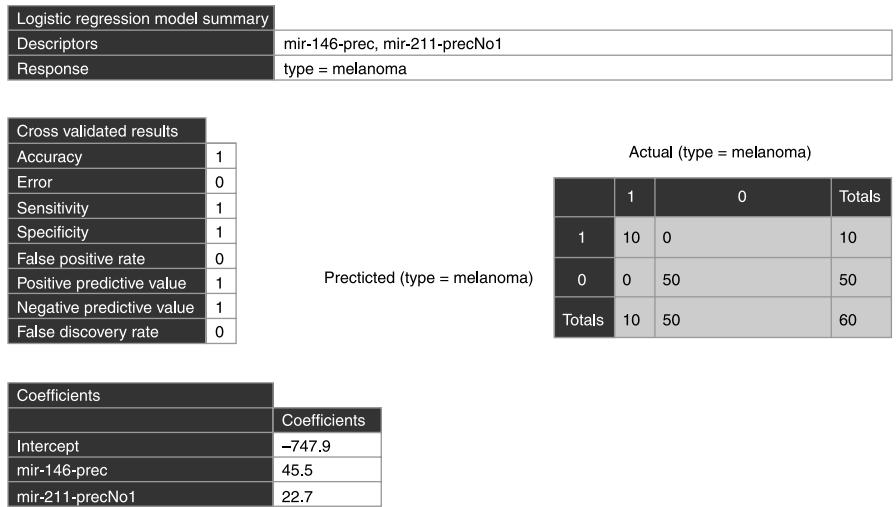 Logistic regression model summary
Descriptors mir-146-prec, mir-211-precNo1
Response type = melanoma
Cross validated results
Accuracy 1
Error 0
Sensitivity 1
Specificity 1
False positive rate 0
Positive predictive value 1
Negative predictive value 1
False discovery rate 0
Actual (type = melanoma)
1 0 Totals
1 10 0 10
Precticted (type = melanoma) 0 0 50 50
Totals 10 50 60
Coefficients
Coefficients
Intercept –747.9
mir-146-prec 45.5
mir-211-precNo1 22.7